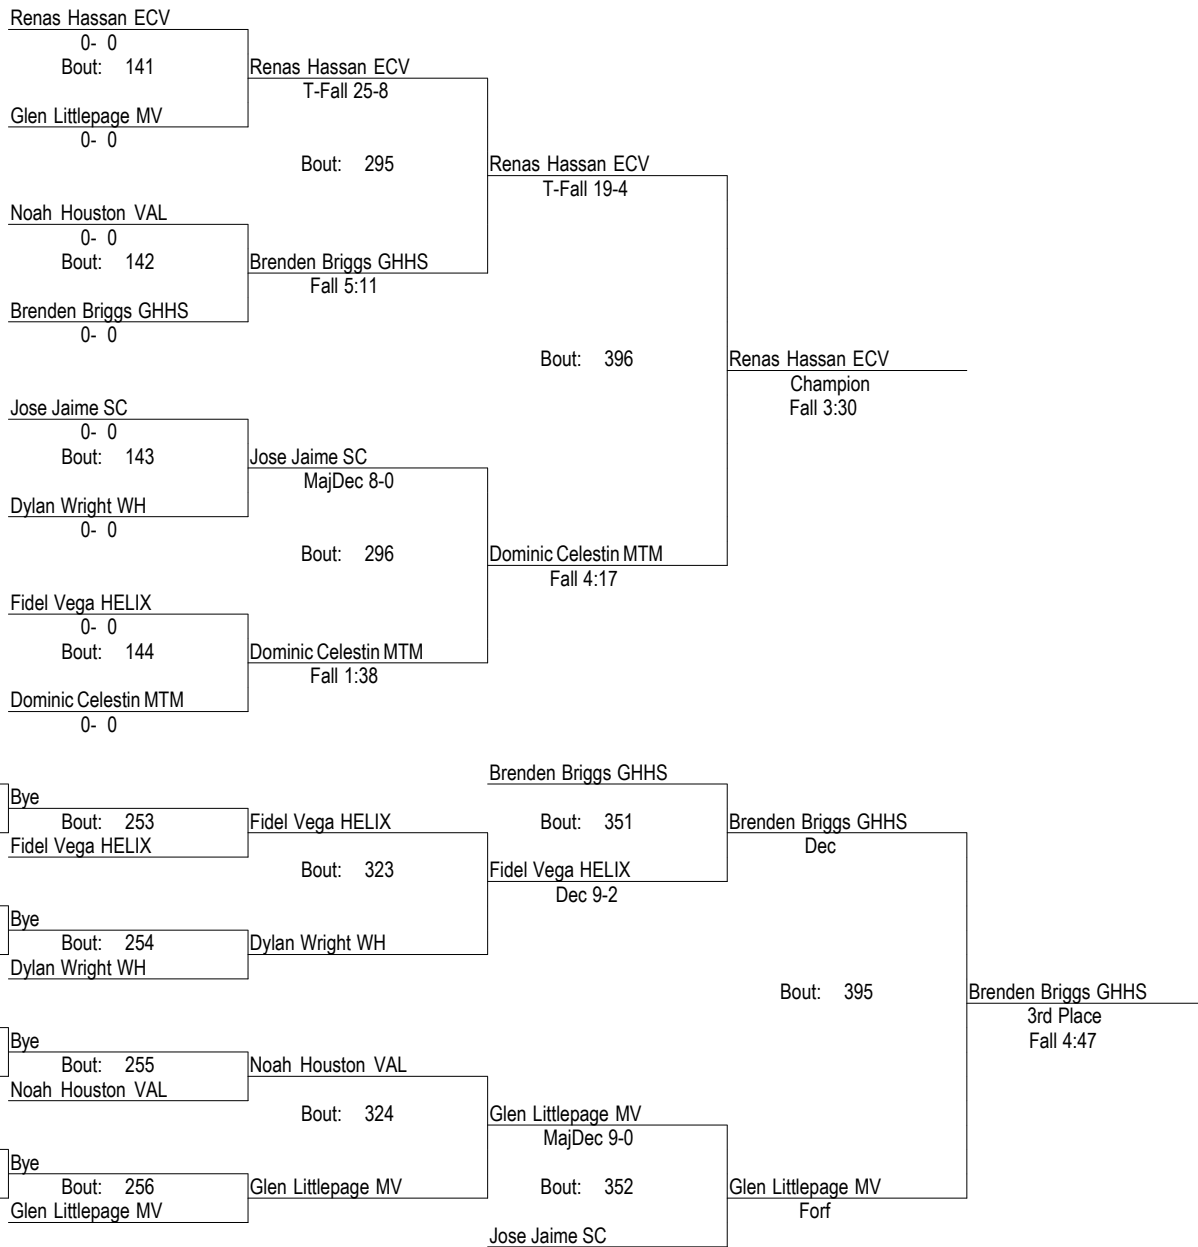 Renas Hassan ECV
0- 0
Bout: 141
Renas Hassan ECV
T-Fall 25-8
Glen Littlepage MV
0- 0
Bout: 295
Renas Hassan ECV
T-Fall 19-4
Noah Houston VAL
0- 0
Bout: 142
Brenden Briggs GHHS
Fall 5:11
Brenden Briggs GHHS
0- 0
Bout: 396
Renas Hassan ECV
Champion
Fall 3:30
Jose Jaime SC
0- 0
Bout: 143
Jose Jaime SC
MajDec 8-0
Dylan Wright WH
0- 0
Bout: 296
Dominic Celestin MTM
Fall 4:17
Fidel Vega HELIX
0- 0
Bout: 144
Dominic Celestin MTM
Fall 1:38
Dominic Celestin MTM
0- 0
Brenden Briggs GHHS
Bye
Bout: 253
Fidel Vega HELIX
Bout: 351
Brenden Briggs GHHS
Dec
Fidel Vega HELIX
Bout: 323
Fidel Vega HELIX
Dec 9-2
Bye
Bout: 254
Dylan Wright WH
Dylan Wright WH
Bout: 395
Brenden Briggs GHHS
3rd Place
Fall 4:47
Bye
Bout: 255
Noah Houston VAL
Noah Houston VAL
Bout: 324
Glen Littlepage MV
MajDec 9-0
Bye
Bout: 256
Glen Littlepage MV
Bout: 352
Glen Littlepage MV
Forf
Glen Littlepage MV
Jose Jaime SC